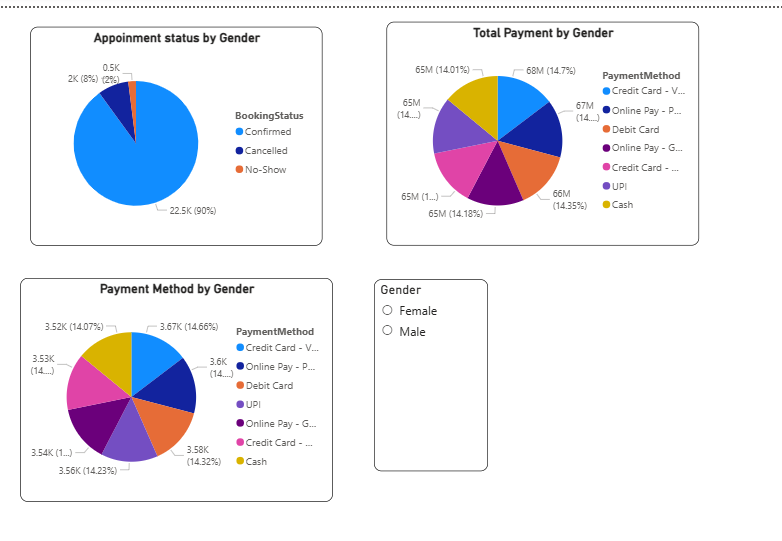 Appoinment status by Gender
0.5K
(2%)
2K (8%)
22.5K (90%)
BookingStatus
Confirmed
Cancelled
No-Show
Total Payment by Gender
65M (14.01%)
68M (14.7%)
65M
(14....)
67M
(14....)
65M (1...)
66M
(14.35%)
65M (14.18%)
PaymentMethod
Credit Card - V...
Online Pay - P...
Debit Card
Online Pay - G...
Credit Card - ...
UPI
Cash
Payment Method by Gender
3.52K (14.07%)
3.67K (14.66%)
3.53K
(14....)
3.6K
(14....)
3.54K (1...)
3.58K
(14.32%)
3.56K (14.23%)
PaymentMethod
Credit Card - V...
Online Pay - P...
Debit Card
UPI
Online Pay - G...
Credit Card - ...
Cash
Gender
Female
Male